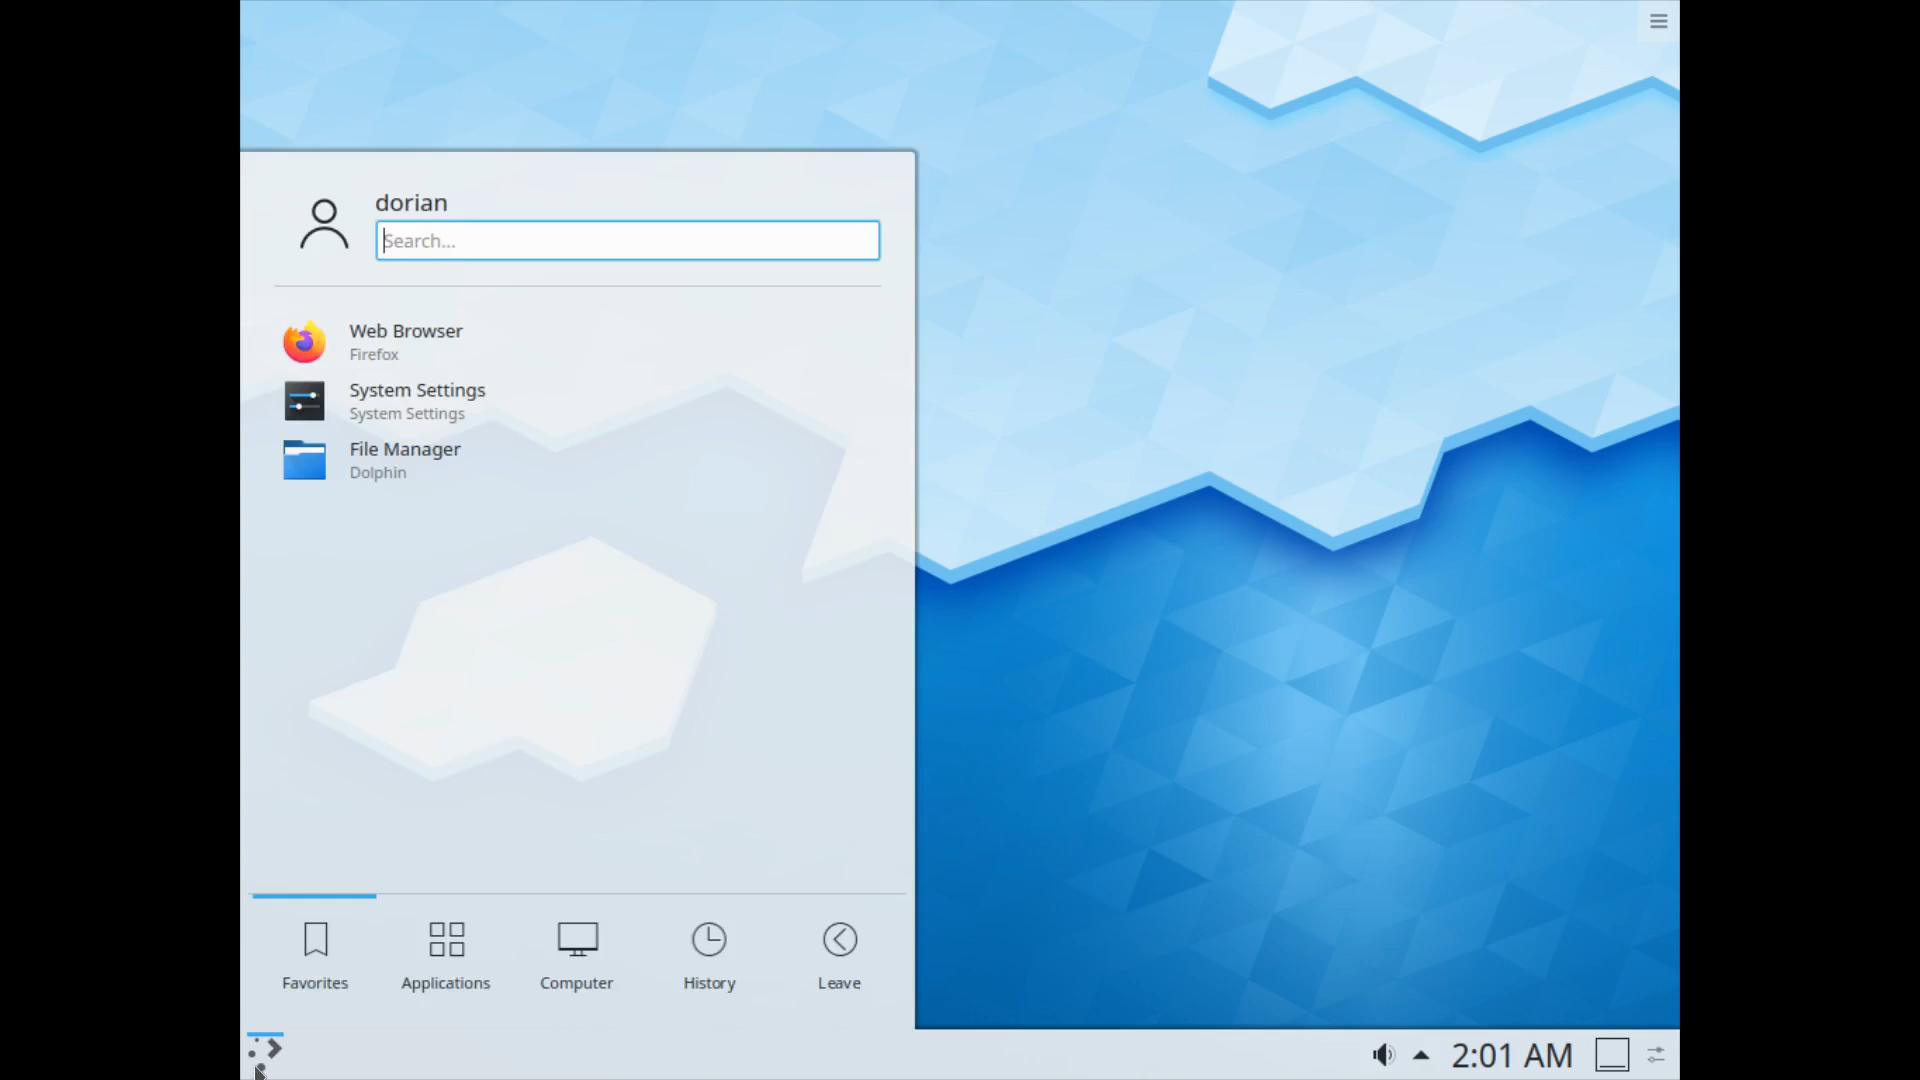 dorian
Search...
Web Browser
Firefox
System Settings
System Settings
File Manager
Dolphin
Favorites
Applications
Computer
History
Leave
2:01 AM